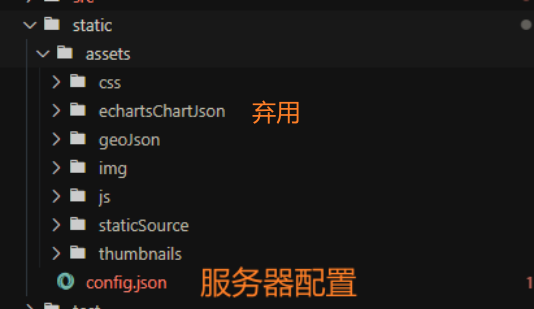 src
static
assets
css
echartsChartJson 弃用
geoJson
img
js
staticSource
thumbnails
config.json 服务器配置 1